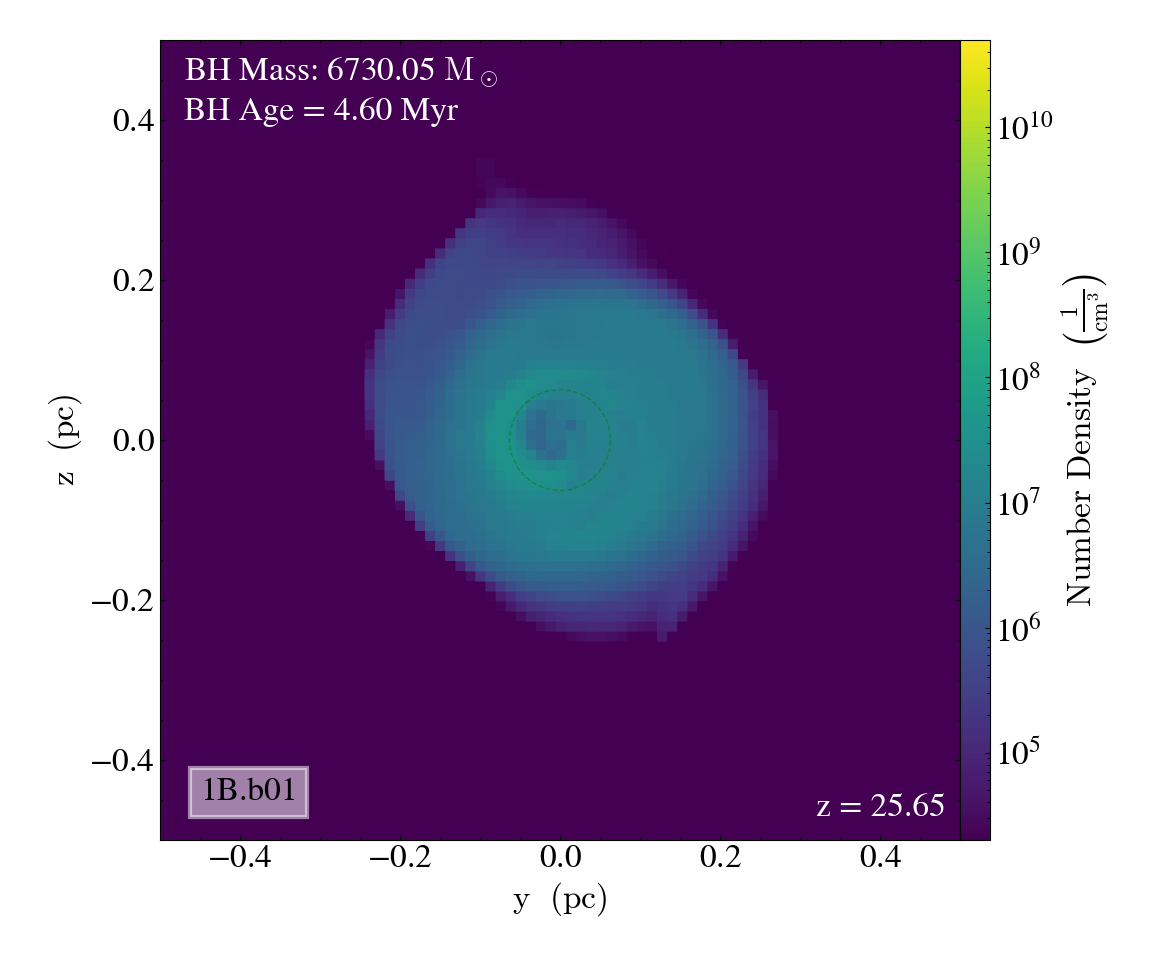 BH Mass: 6730.05 M⊙
BH Age = 4.60 Myr
0.4
0.2
0.0
−0.2
−0.4
z (pc)
1B.b01
z = 25.65
−0.4 −0.2 0.0 0.2 0.4
y (pc)
10¹⁰
10⁹
10⁸
10⁷
10⁶
10⁵
Number Density (1/cm³)